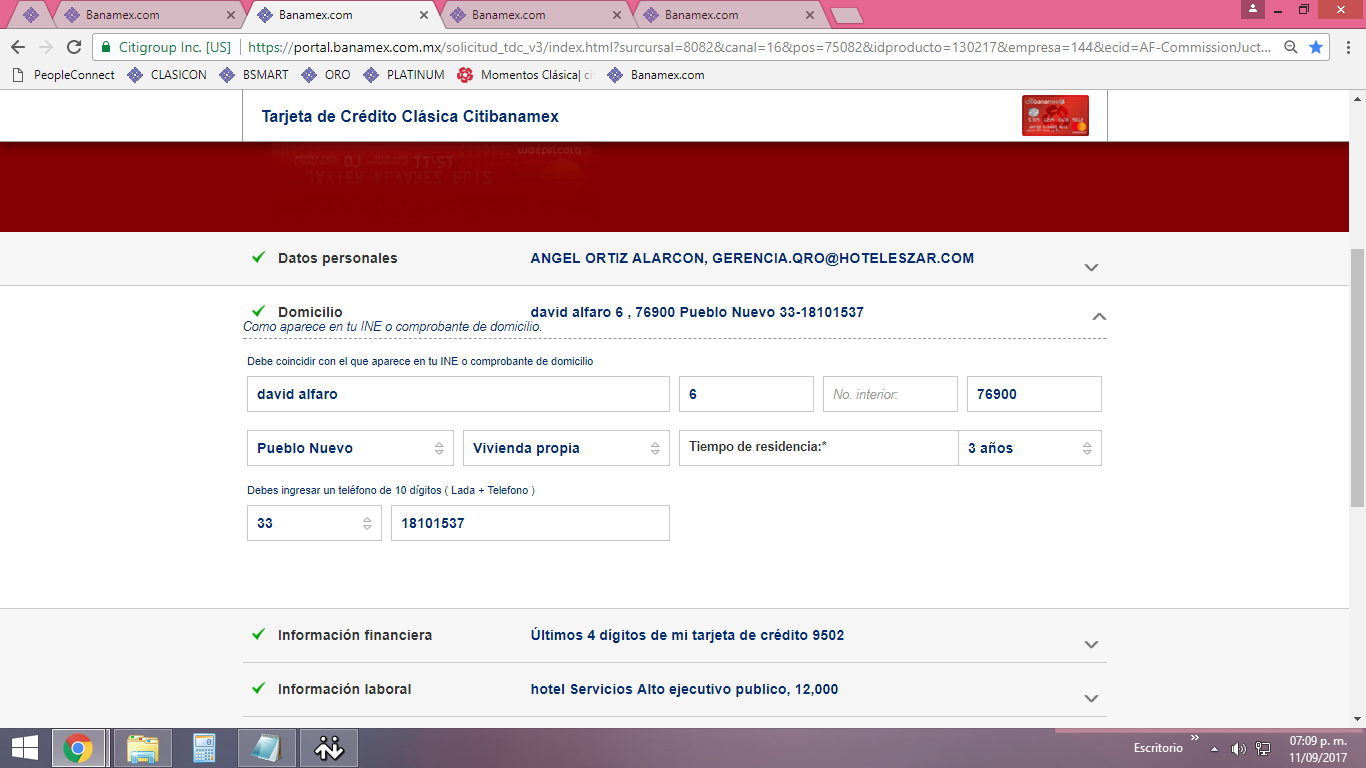 Banamex.com
Banamex.com
Banamex.com
Banamex.com
Citigroup Inc. [US]
https://portal.banamex.com.mx/solicitud_tdc_v3/index.html?surcursal=8082&canal=16&pos=75082&idproducto=130217&empresa=144&ecid=AF-CommissionJuct...
PeopleConnect CLASICON BSMART ORO PLATINUM Momentos Clásica| ci Banamex.com
Tarjeta de Crédito Clásica Citibanamex
mastercard
JAVIER ALVAREZ RUIZ
Datos personales ANGEL ORTIZ ALARCON, GERENCIA.QRO@HOTELESZAR.COM
Domicilio david alfaro 6 , 76900 Pueblo Nuevo 33-18101537
Como aparece en tu INE o comprobante de domicilio.
Debe coincidir con el que aparece en tu INE o comprobante de domicilio
david alfaro 6 No. interior: 76900
Pueblo Nuevo Vivienda propia Tiempo de residencia:* 3 años
Debes ingresar un teléfono de 10 dígitos ( Lada + Telefono )
33 18101537
Información financiera Últimos 4 dígitos de mi tarjeta de crédito 9502
Información laboral hotel Servicios Alto ejecutivo publico, 12,000
Escritorio
07:09 p. m.
11/09/2017